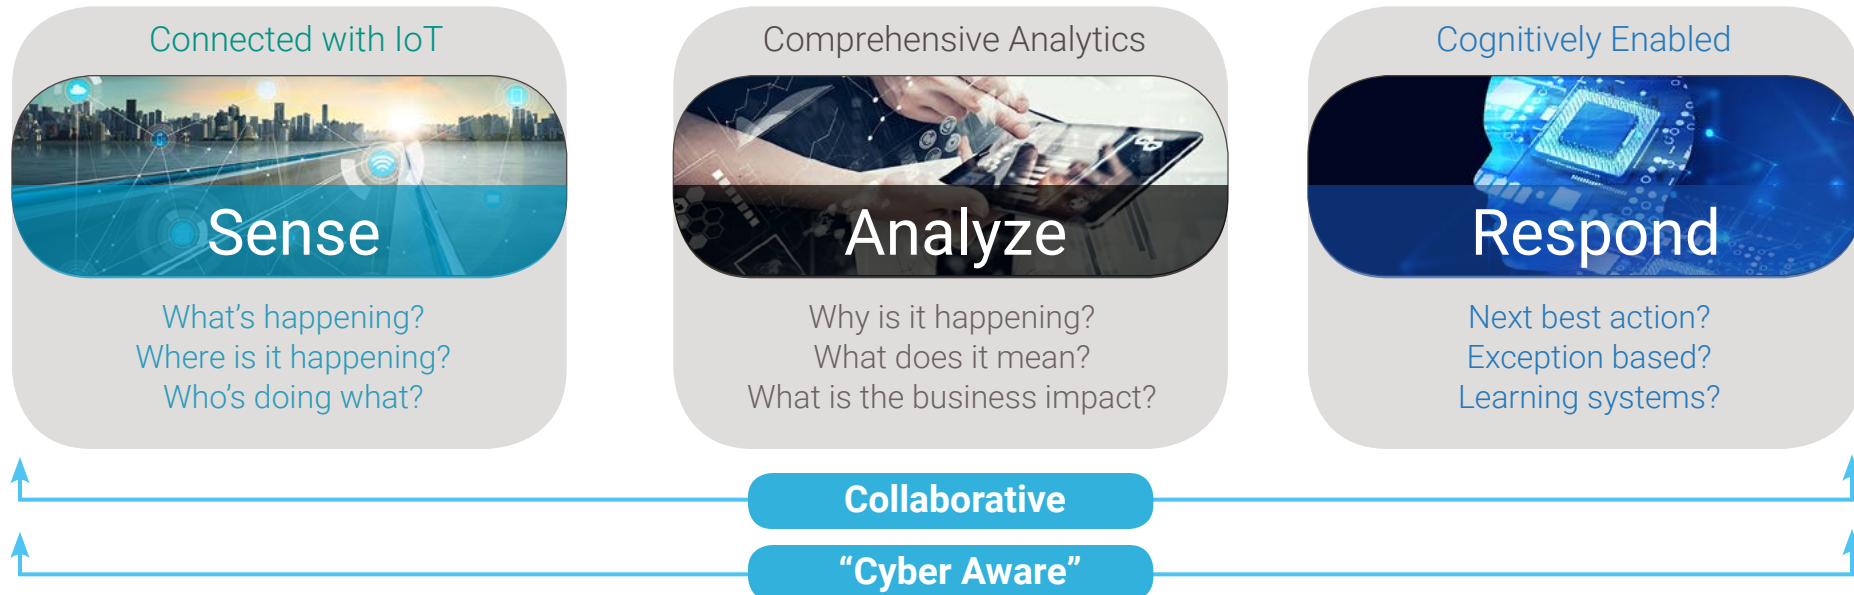 Connected with IoT
Sense
What's happening?
Where is it happening?
Who's doing what?
Comprehensive Analytics
Analyze
Why is it happening?
What does it mean?
What is the business impact?
Cognitively Enabled
Respond
Next best action?
Exception based?
Learning systems?
Collaborative
“Cyber Aware”